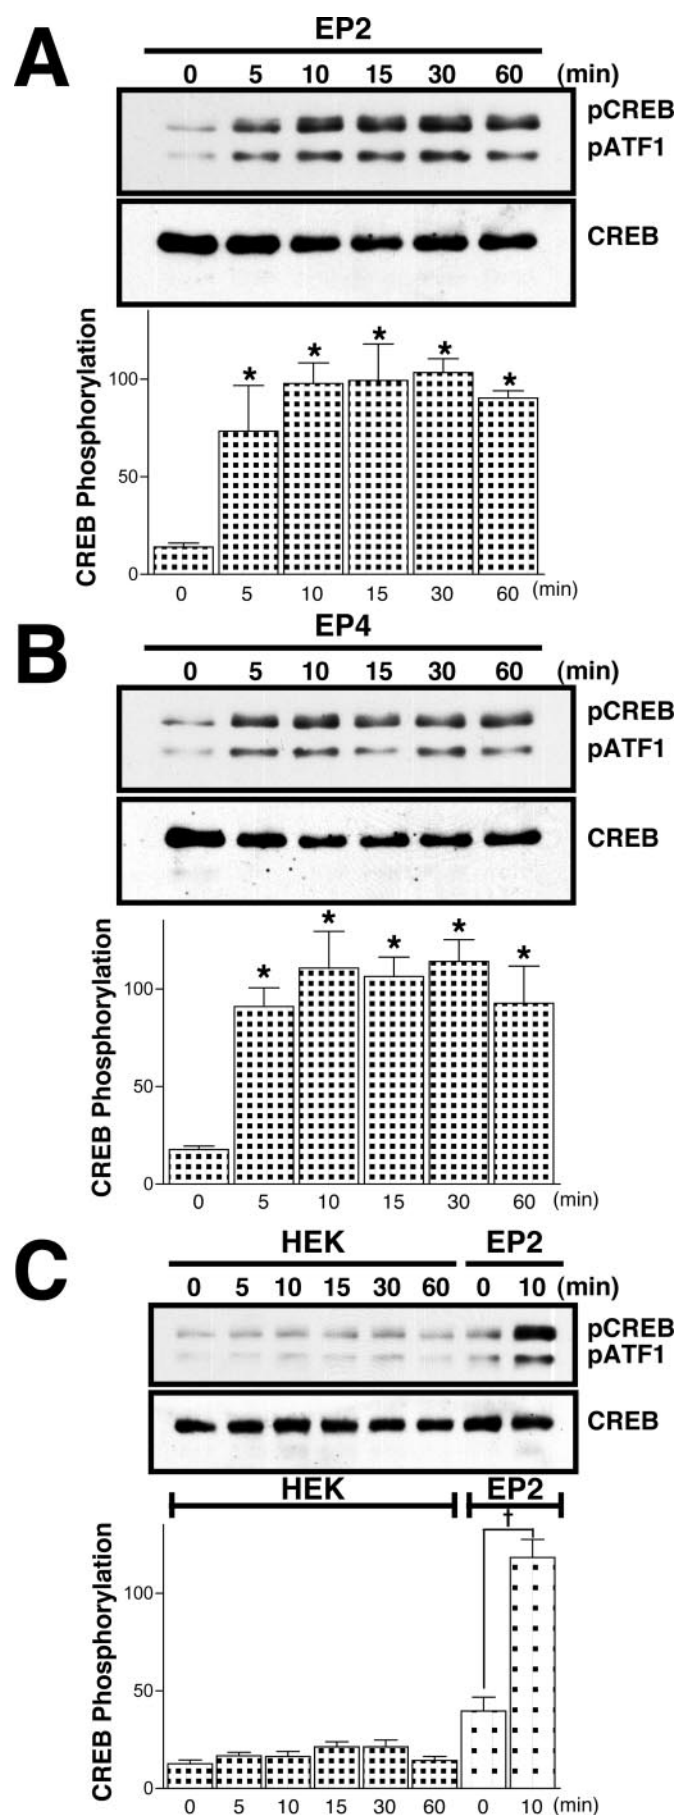 A
EP2
0 5 10 15 30 60 (min)
pCREB
pATF1
CREB
CREB Phosphorylation
100
50
0
* * * * *
0 5 10 15 30 60 (min)
B
EP4
0 5 10 15 30 60 (min)
pCREB
pATF1
CREB
CREB Phosphorylation
100
50
0
* * * * *
0 5 10 15 30 60 (min)
C
HEK EP2
0 5 10 15 30 60 0 10 (min)
pCREB
pATF1
CREB
HEK EP2
†
CREB Phosphorylation
100
50
0
0 5 10 15 30 60 0 10 (min)